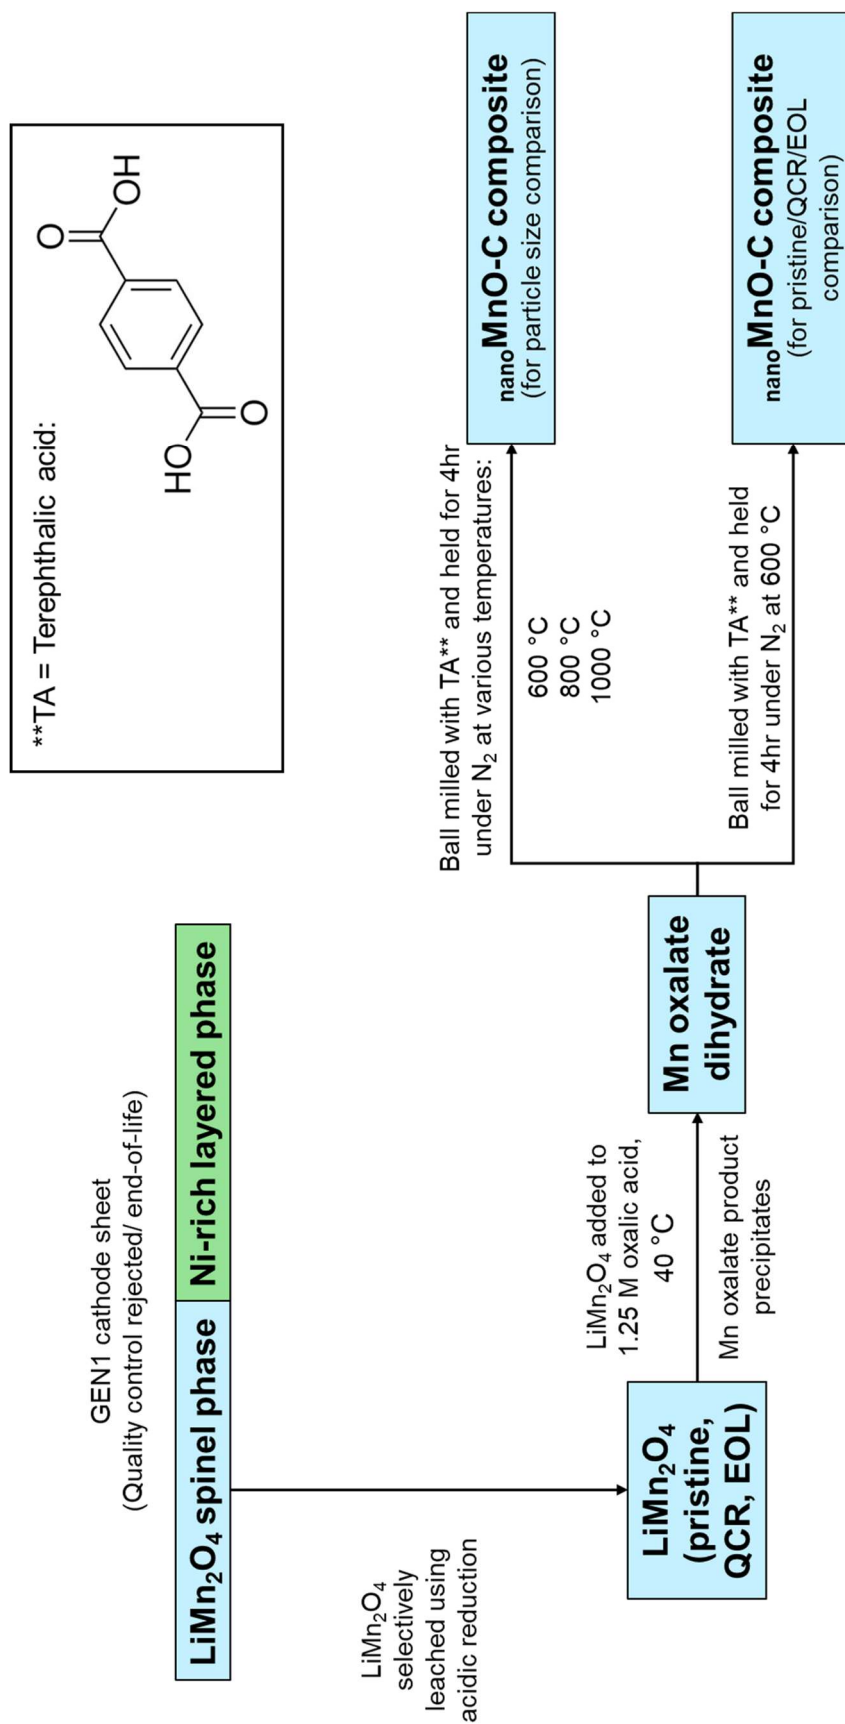 GEN1 cathode sheet
(Quality control rejected/ end-of-life)
LiMn₂O₄ spinel phase
Ni-rich layered phase
**TA = Terephthalic acid:
O
OH
HO
O
LiMn₂O₄
selectively
leached using
acidic reduction
LiMn₂O₄
(pristine,
QCR, EOL)
LiMn₂O₄ added to
1.25 M oxalic acid,
40 °C
Mn oxalate product
precipitates
Mn oxalate
dihydrate
Ball milled with TA** and held for 4hr
under N₂ at various temperatures:
600 °C
800 °C
1000 °C
nanoMnO-C composite
(for particle size comparison)
Ball milled with TA** and held
for 4hr under N₂ at 600 °C
nanoMnO-C composite
(for pristine/QCR/EOL
comparison)